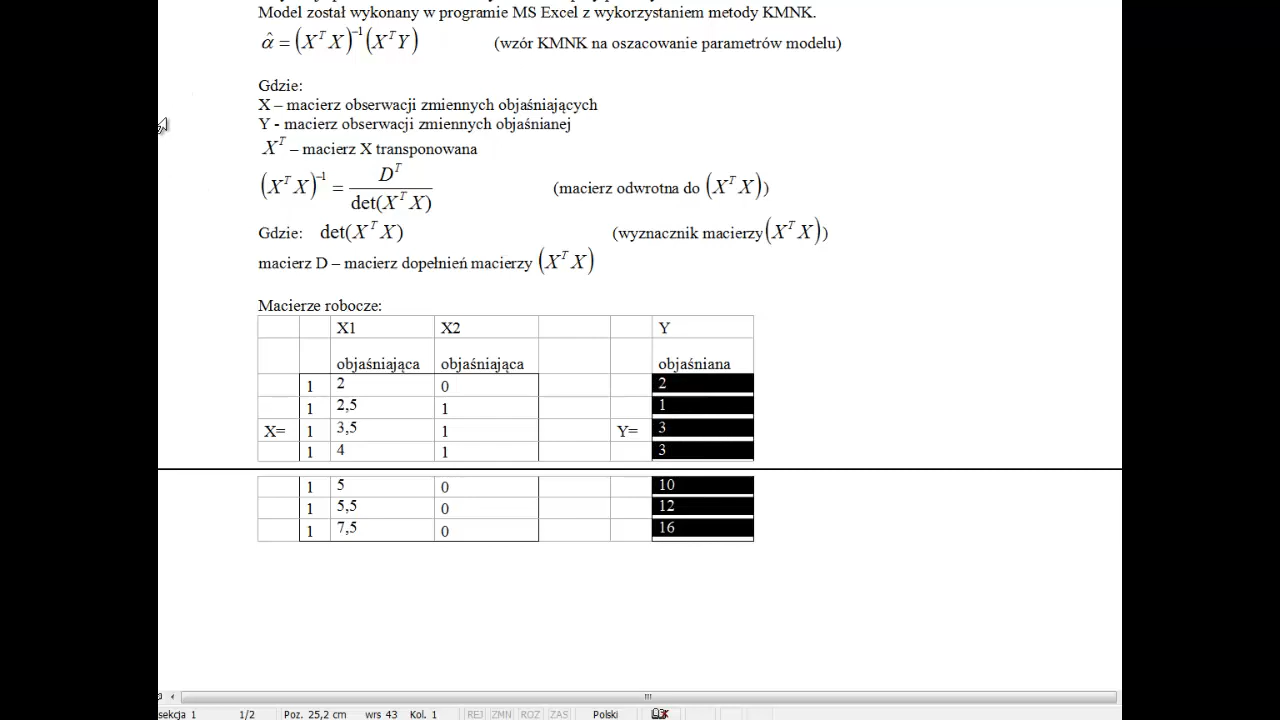 Model został wykonany w programie MS Excel z wykorzystaniem metody KMNK.
α̂ = (XᵀX)⁻¹(XᵀY) (wzór KMNK na oszacowanie parametrów modelu)
Gdzie:
X – macierz obserwacji zmiennych objaśniających
Y - macierz obserwacji zmiennych objaśnianej
Xᵀ – macierz X transponowana
(XᵀX)⁻¹ = Dᵀ / det(XᵀX) (macierz odwrotna do (XᵀX))
Gdzie: det(XᵀX) (wyznacznik macierzy(XᵀX))
macierz D – macierz dopełnień macierzy (XᵀX)
Macierze robocze:
X1 X2 Y
objaśniająca objaśniająca objaśniana
1 2 0 2
1 2,5 1 1
X= 1 3,5 1 Y= 3
1 4 1 3
1 5 0 10
1 5,5 0 12
1 7,5 0 16
sekcja 1 1/2 Poz. 25,2 cm wrs 43 Kol. 1 REJ ZMN ROZ ZAS Polski